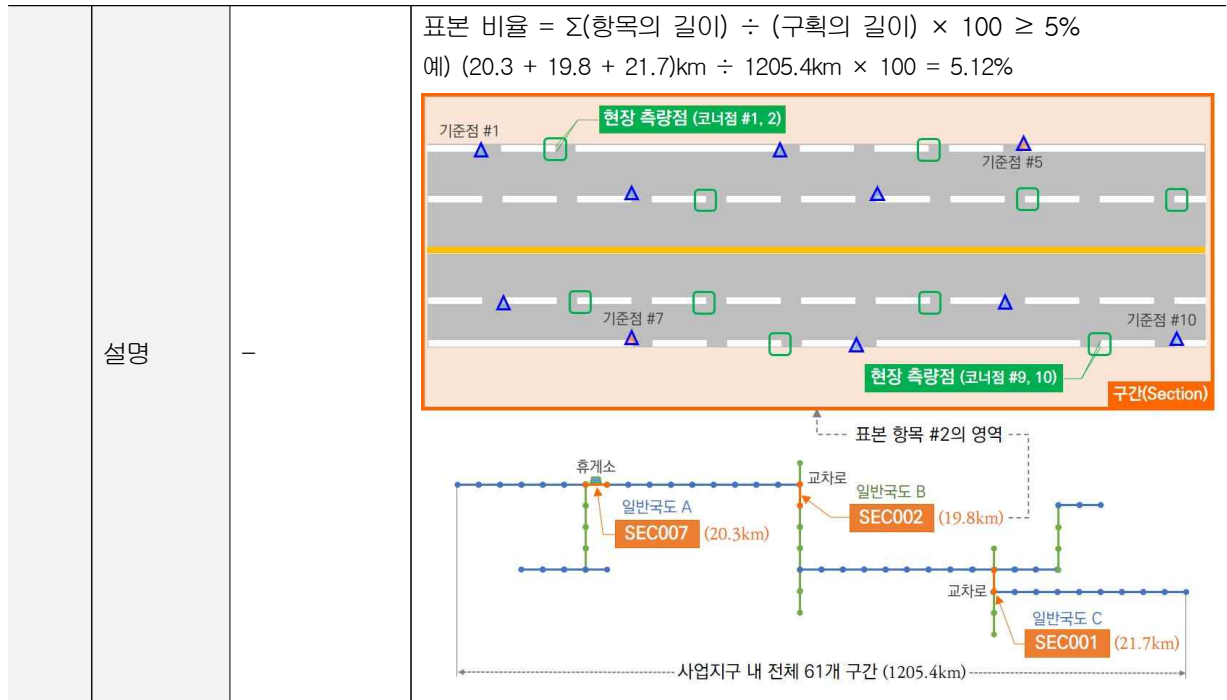 표본 비율 = Σ(항목의 길이) ÷ (구획의 길이) × 100 ≥ 5%
예) (20.3 + 19.8 + 21.7)km ÷ 1205.4km × 100 = 5.12%
기준점 #1
현장 측량점 (코너점 #1, 2)
기준점 #5
기준점 #7
기준점 #10
현장 측량점 (코너점 #9, 10)
구간(Section)
설명
–
표본 항목 #2의 영역
휴게소
교차로
일반국도 A
일반국도 B
SEC007 (20.3km)
SEC002 (19.8km)
교차로
일반국도 C
SEC001 (21.7km)
사업지구 내 전체 61개 구간 (1205.4km)